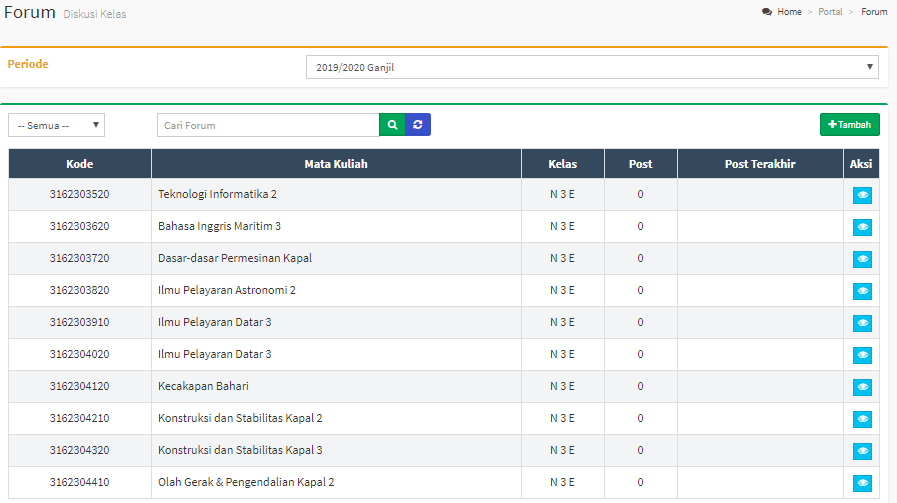 Forum Diskusi Kelas
Home > Portal > Forum
Periode
2019/2020 Ganjil
-- Semua --
Cari Forum
Tambah
Kode Mata Kuliah Kelas Post Post Terakhir Aksi
3162303520 Teknologi Informatika 2 N 3 E 0
3162303620 Bahasa Inggris Maritim 3 N 3 E 0
3162303720 Dasar-dasar Permesinan Kapal N 3 E 0
3162303820 Ilmu Pelayaran Astronomi 2 N 3 E 0
3162303910 Ilmu Pelayaran Datar 3 N 3 E 0
3162304020 Ilmu Pelayaran Datar 3 N 3 E 0
3162304120 Kecakapan Bahari N 3 E 0
3162304210 Konstruksi dan Stabilitas Kapal 2 N 3 E 0
3162304320 Konstruksi dan Stabilitas Kapal 3 N 3 E 0
3162304410 Olah Gerak & Pengendalian Kapal 2 N 3 E 0